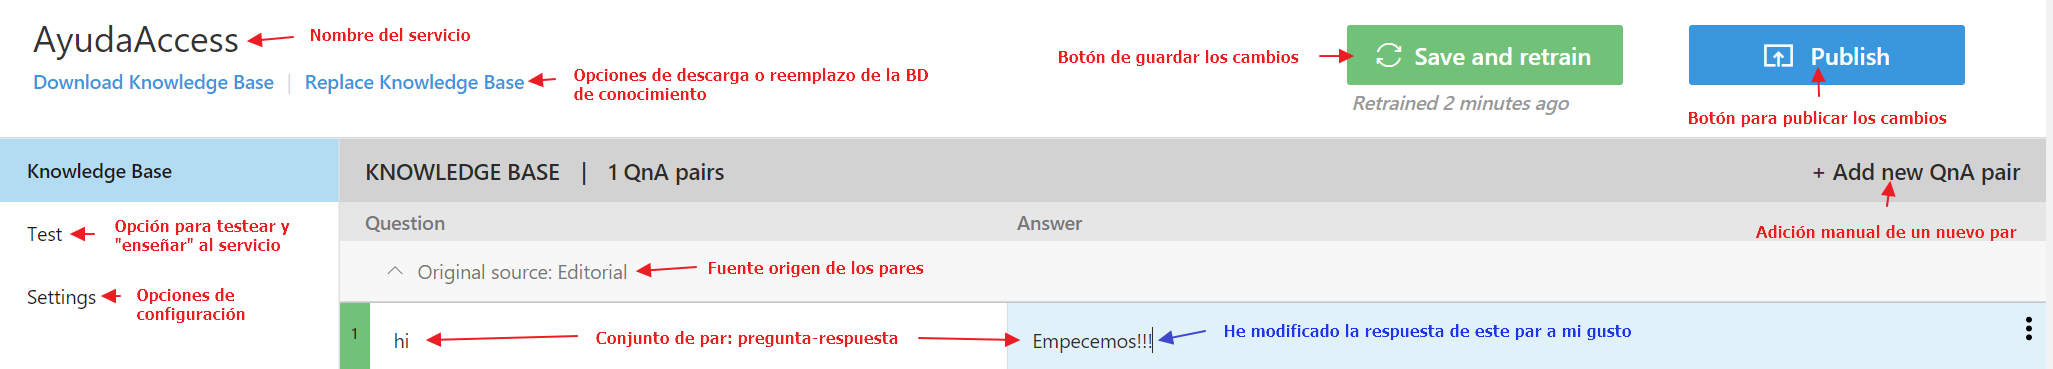 AyudaAccess
Nombre del servicio
Download Knowledge Base | Replace Knowledge Base
Opciones de descarga o reemplazo de la BD
de conocimiento
Botón de guardar los cambios
Save and retrain
Retrained 2 minutes ago
Publish
Botón para publicar los cambios
Knowledge Base
Test
Opción para testear y
"enseñar" al servicio
Settings
Opciones de
configuración
KNOWLEDGE BASE | 1 QnA pairs
+ Add new QnA pair
Question
Answer
Adición manual de un nuevo par
Original source: Editorial
Fuente origen de los pares
1
hi
Conjunto de par: pregunta-respuesta
Empecemos!!!
He modificado la respuesta de este par a mi gusto